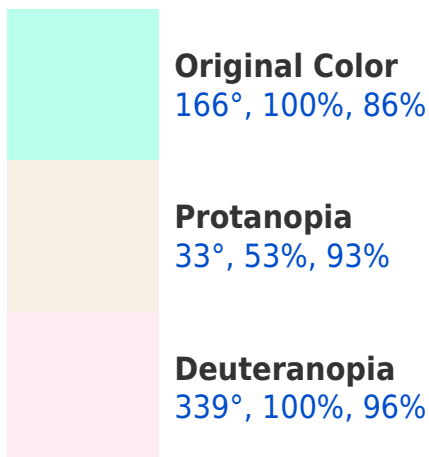 Original Color
166°, 100%, 86%
Protanopia
33°, 53%, 93%
Deuteranopia
339°, 100%, 96%